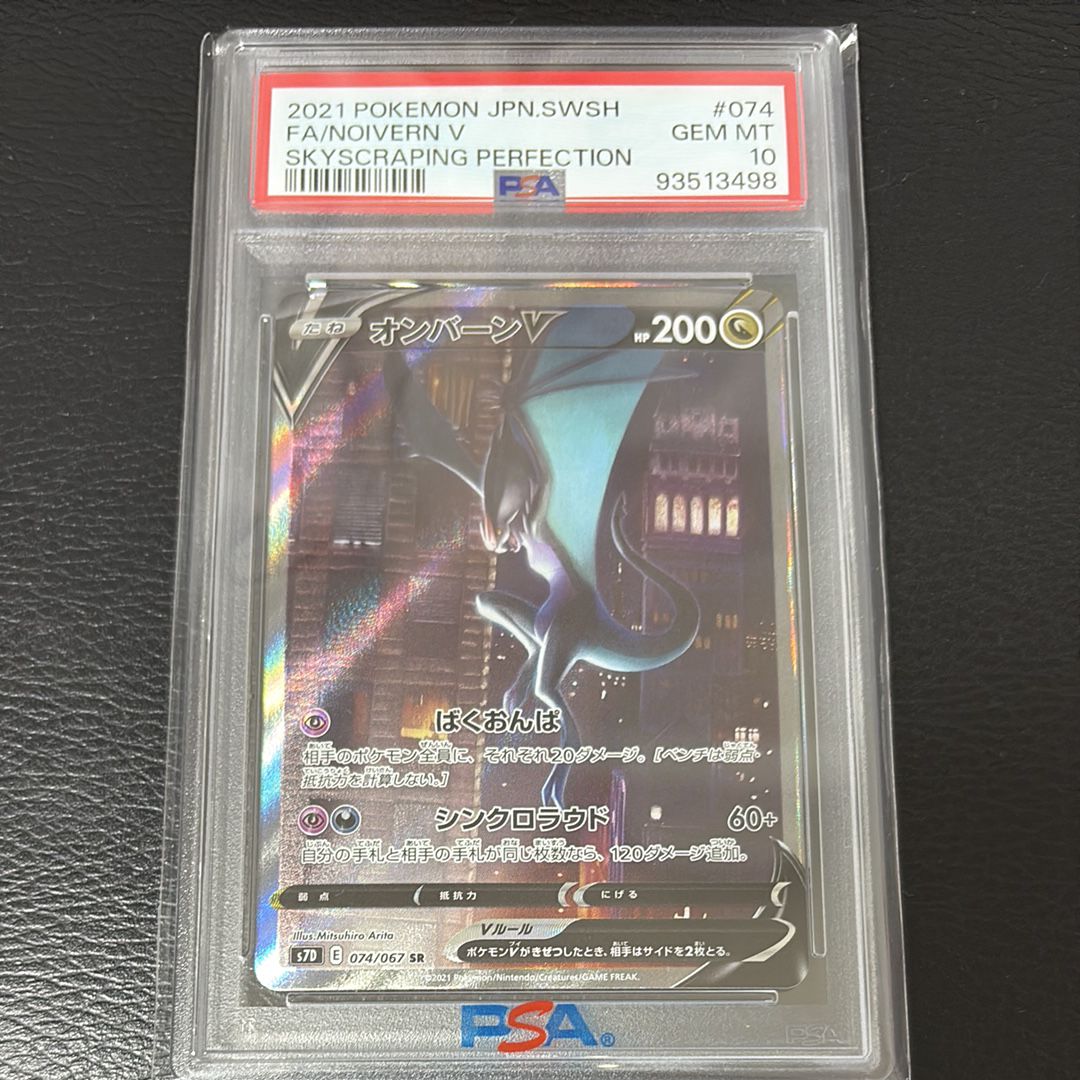 2021 POKEMON JPN.SWSH #074
FA/NOIVERN V GEM MT
SKYSCRAPING PERFECTION 10
PSA 93513498
たね オンバーンV HP 200
ばくおんぱ
相手のポケモン全員に、それぞれ20ダメージ。[ベンチは弱点・
抵抗力を計算しない。]
シンクロラウド 60+
自分の手札と相手の手札が同じ枚数なら、120ダメージ追加。
弱点 抵抗力 にげる
Illus. Mitsuhiro Arita
Vルール
s7D E 074/067 SR
ポケモンVがきぜつしたとき、相手はサイドを2枚とる。
©2021 Pokémon/Nintendo/Creatures/GAME FREAK.
PSA®
PSA